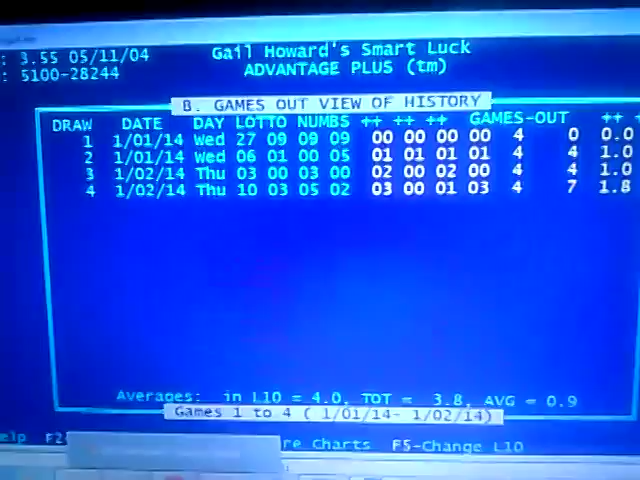 : 3.55 05/11/04 Gail Howard's Smart Luck
: 5100-28244 ADVANTAGE PLUS (tm)
B. GAMES OUT VIEW OF HISTORY
DRAW DATE DAY LOTTO NUMBS ++ ++ ++ GAMES-OUT ++ +
1 1/01/14 Wed 27 09 09 09 00 00 00 00 4 0 0.0
2 1/01/14 Wed 06 01 00 05 01 01 01 01 4 4 1.0
3 1/02/14 Thu 03 00 03 00 02 00 02 00 4 4 1.0
4 1/02/14 Thu 10 03 05 02 03 00 01 03 4 7 1.8
Averages: in L10 = 4.0, TOT = 3.8, AVG = 0.9
Games 1 to 4 ( 1/01/14- 1/02/14)
elp F2 re Charts F5-Change L10